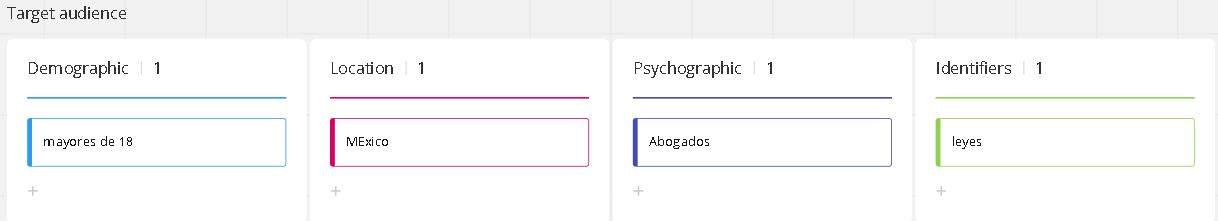 Target audience
Demographic | 1
Location | 1
Psychographic | 1
Identifiers | 1
mayores de 18
MExico
Abogados
leyes
+
+
+
+